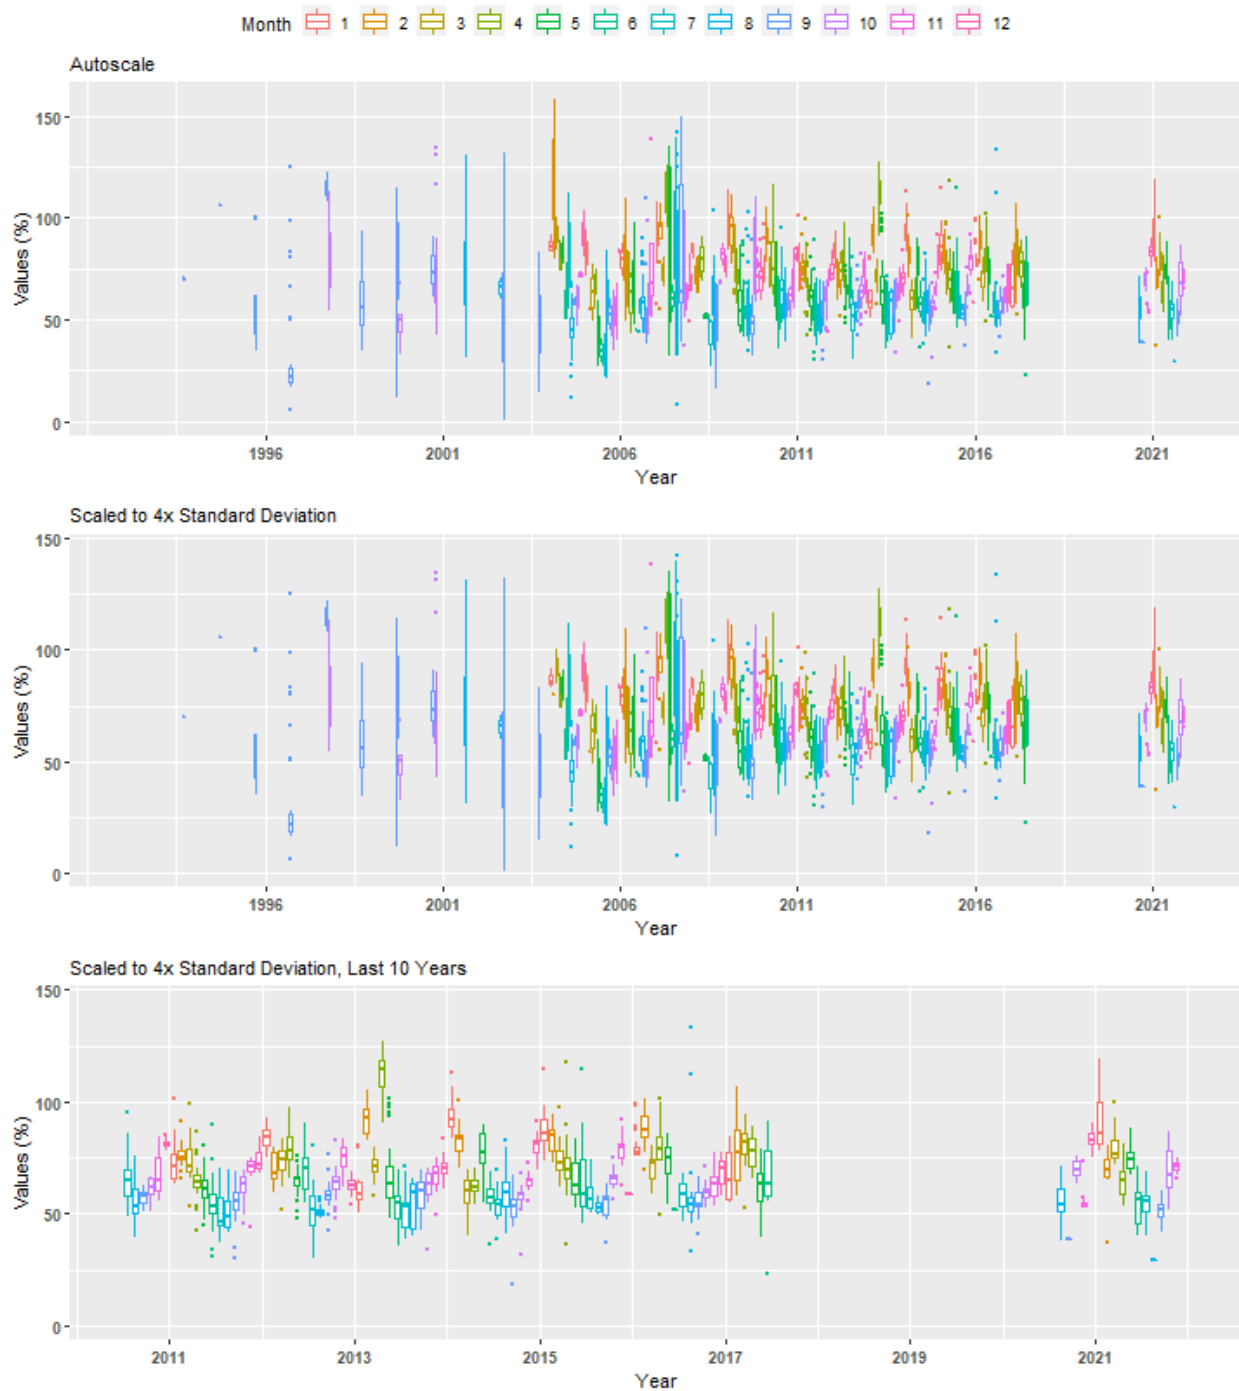 Month 1 2 3 4 5 6 7 8 9 10 11 12
Autoscale
150
100
50
0
Values (%)
1996 2001 2006 2011 2016 2021
Year
Scaled to 4x Standard Deviation
150
100
50
0
Values (%)
1996 2001 2006 2011 2016 2021
Year
Scaled to 4x Standard Deviation, Last 10 Years
150
100
50
0
Values (%)
2011 2013 2015 2017 2019 2021
Year